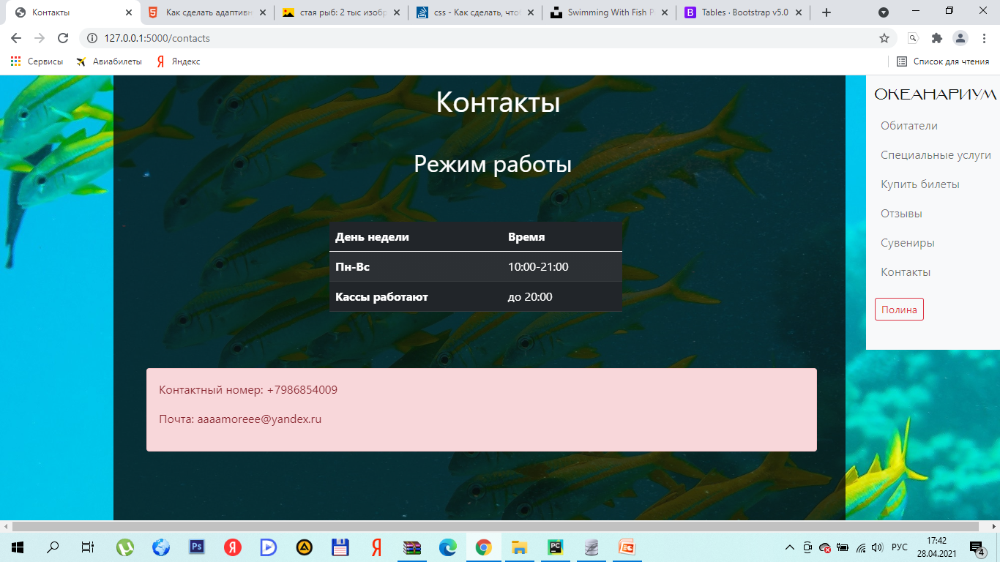 Контакты
Как сделать адаптивн
стая рыб: 2 тыс изобр
css - Как сделать, что
Swimming With Fish P
Tables · Bootstrap v5.0
127.0.0.1:5000/contacts
Сервисы
Авиабилеты
Яндекс
Список для чтения
Контакты
Режим работы
День недели Время
Пн-Вс 10:00-21:00
Кассы работают до 20:00
Контактный номер: +7986854009
Почта: aaaamoreee@yandex.ru
ОКЕАНАРИУМ
Обитатели
Специальные услуги
Купить билеты
Отзывы
Сувениры
Контакты
Полина
РУС
17:42
28.04.2021
4